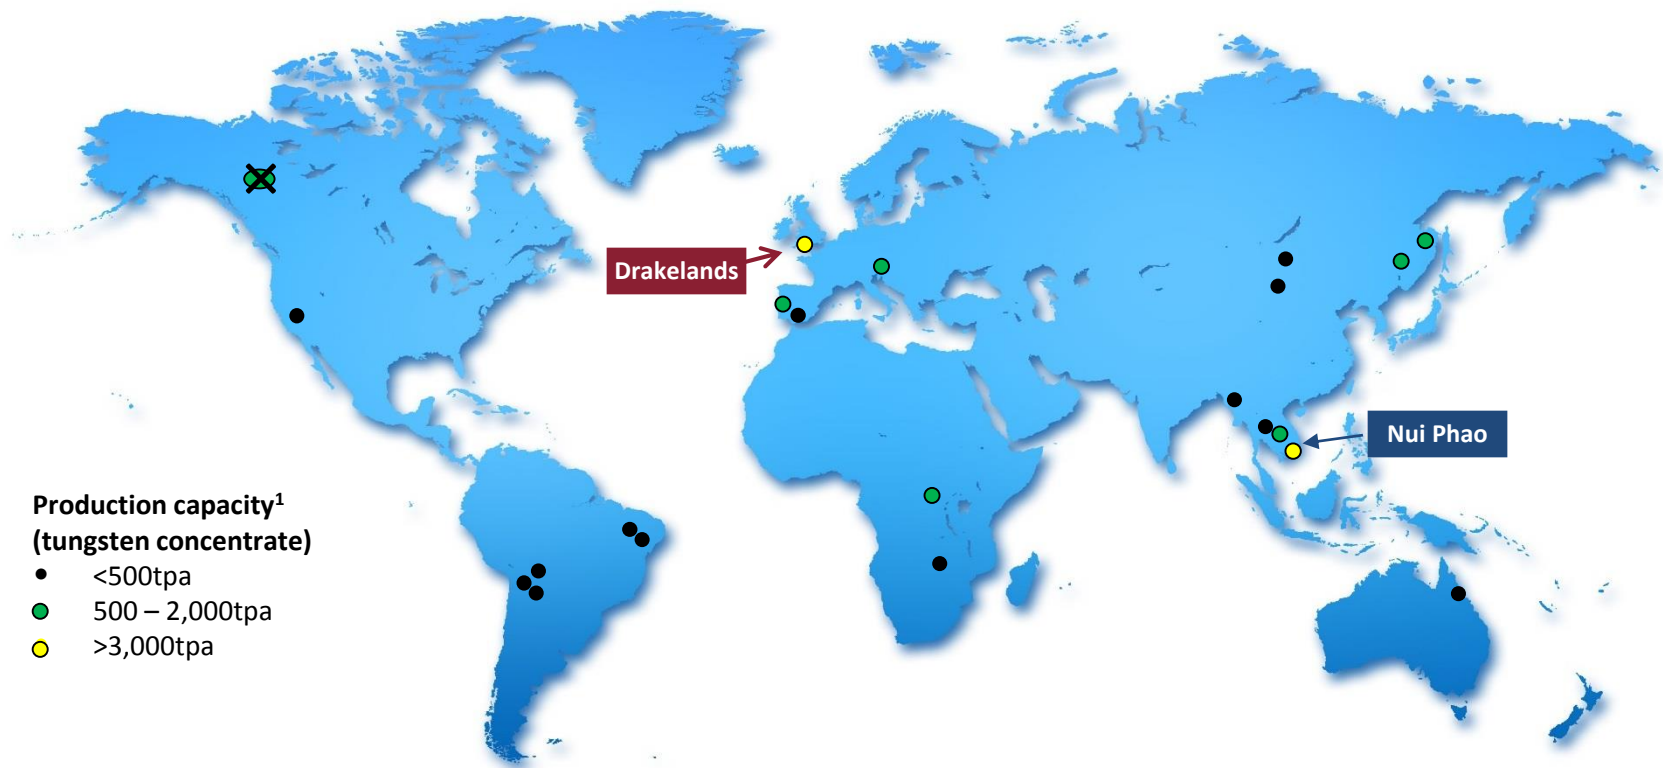 Drakelands
Nui Phao
Production capacity¹
(tungsten concentrate)
<500tpa
500 – 2,000tpa
>3,000tpa